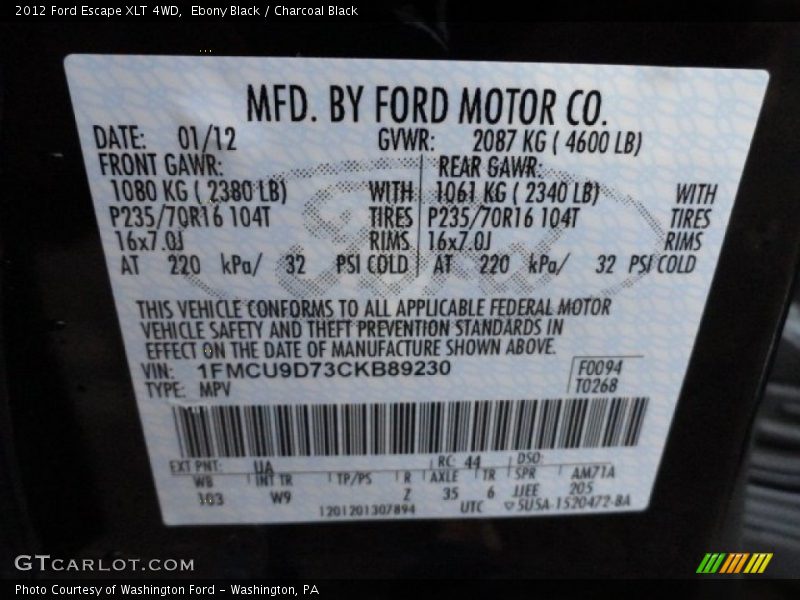 2012 Ford Escape XLT 4WD,  Ebony Black / Charcoal Black
MFD. BY FORD MOTOR CO.
DATE: 01/12 GVWR: 2087 KG ( 4600 LB)
FRONT GAWR: REAR GAWR:
1080 KG ( 2380 LB) WITH 1061 KG ( 2340 LB) WITH
P235/70R16 104T TIRES P235/70R16 104T TIRES
16x7.0J RIMS 16x7.0J RIMS
AT 220 kPa/ 32 PSI COLD AT 220 kPa/ 32 PSI COLD
THIS VEHICLE CONFORMS TO ALL APPLICABLE FEDERAL MOTOR
VEHICLE SAFETY AND THEFT PREVENTION STANDARDS IN
EFFECT ON THE DATE OF MANUFACTURE SHOWN ABOVE.
VIN: 1FMCU9D73CKB89230 F0094
TYPE: MPV T0268
EXT PNT: UA RC: 44 DSO:
WB INT TR TP/PS R AXLE TR SPR AM71A
103 W9 Z 35 6 JJEE 205
1201201307894 UTC ▽5USA-1520472-BA
GTCARLOT.COM
Photo Courtesy of Washington Ford - Washington, PA